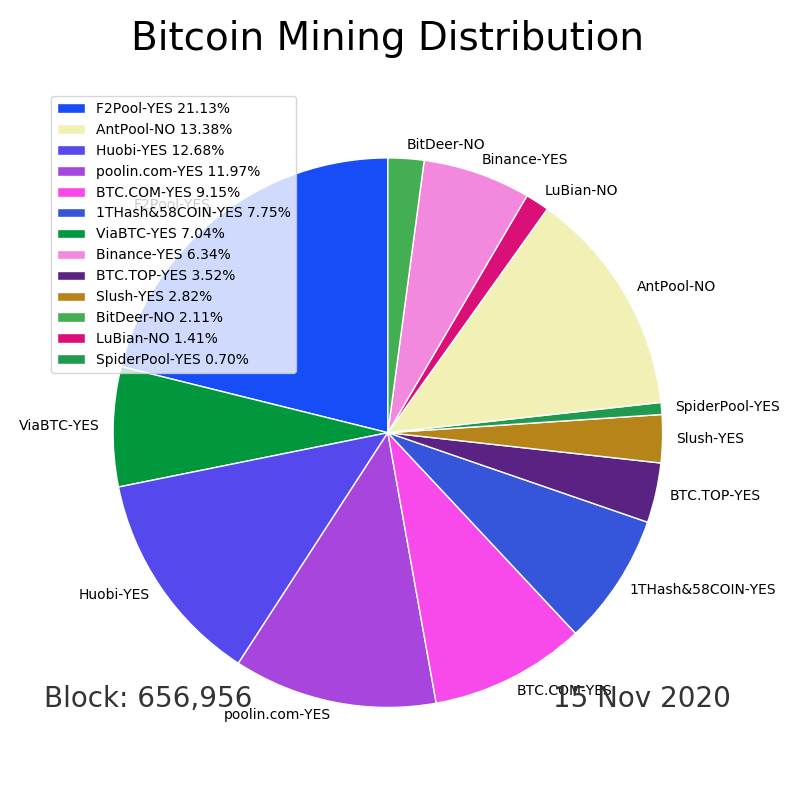 Bitcoin Mining Distribution
F2Pool-YES 21.13%
AntPool-NO 13.38%
Huobi-YES 12.68%
poolin.com-YES 11.97%
BTC.COM-YES 9.15%
1THash&58COIN-YES 7.75%
ViaBTC-YES 7.04%
Binance-YES 6.34%
BTC.TOP-YES 3.52%
Slush-YES 2.82%
BitDeer-NO 2.11%
LuBian-NO 1.41%
SpiderPool-YES 0.70%
BitDeer-NO
Binance-YES
LuBian-NO
F2Pool-YES
AntPool-NO
SpiderPool-YES
ViaBTC-YES
Slush-YES
BTC.TOP-YES
Huobi-YES
1THash&58COIN-YES
BTC.COM-YES
poolin.com-YES
Block: 656,956
15 Nov 2020